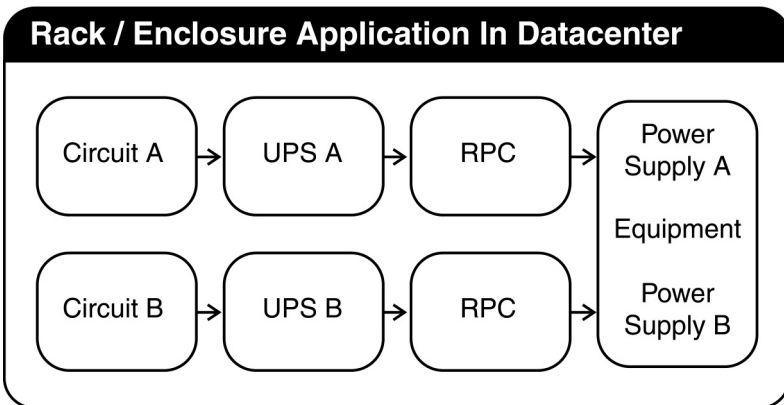 Rack / Enclosure Application In Datacenter
Circuit A
UPS A
RPC
Power
Supply A
Equipment
Circuit B
UPS B
RPC
Power
Supply B